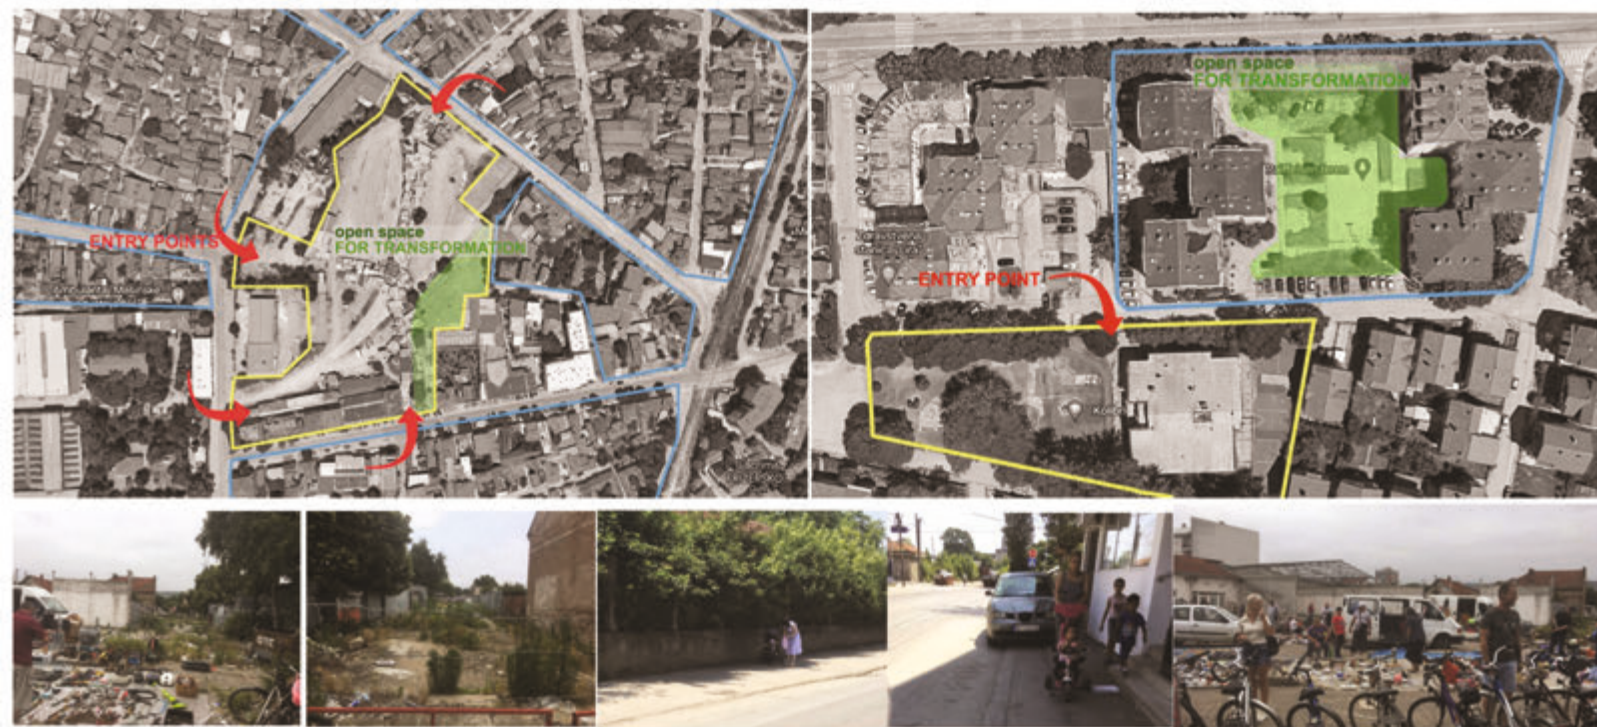 ENTRY POINTS
open space
FOR TRANSFORMATION
open space
FOR TRANSFORMATION
ENTRY POINT